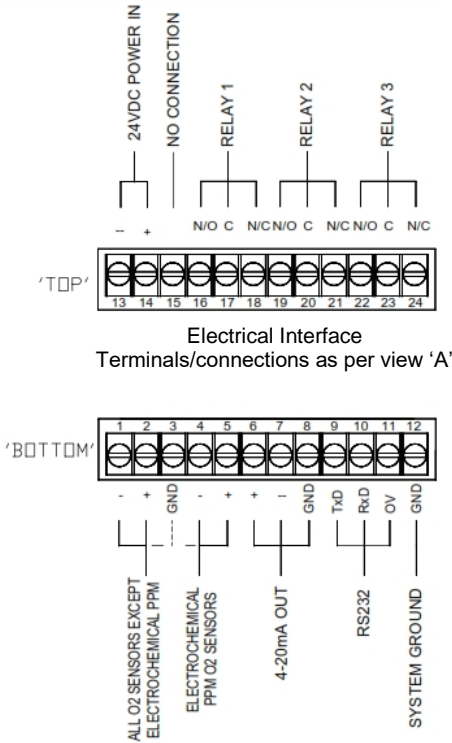 24VDC POWER IN
NO CONNECTION
RELAY 1
RELAY 2
RELAY 3
-- + N/O C N/C N/O C N/C N/O C N/C
'TOP'
13 14 15 16 17 18 19 20 21 22 23 24
Electrical Interface
Terminals/connections as per view ‘A’
1 2 3 4 5 6 7 8 9 10 11 12
'BOTTOM'
- + GND - + + -- GND TxD RxD 0V GND
ALL O2 SENSORS EXCEPT
ELECTROCHEMICAL PPM
ELECTROCHEMICAL
PPM O2 SENSORS
4-20mA OUT
RS232
SYSTEM GROUND